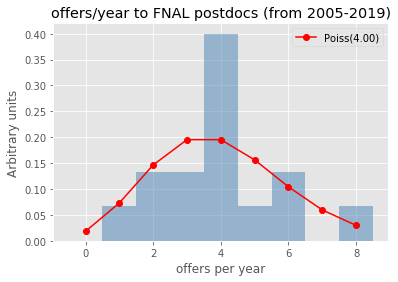 offers/year to FNAL postdocs (from 2005-2019)
Poiss(4.00)
Arbitrary units
0.40
0.35
0.30
0.25
0.20
0.15
0.10
0.05
0.00
0 2 4 6 8
offers per year